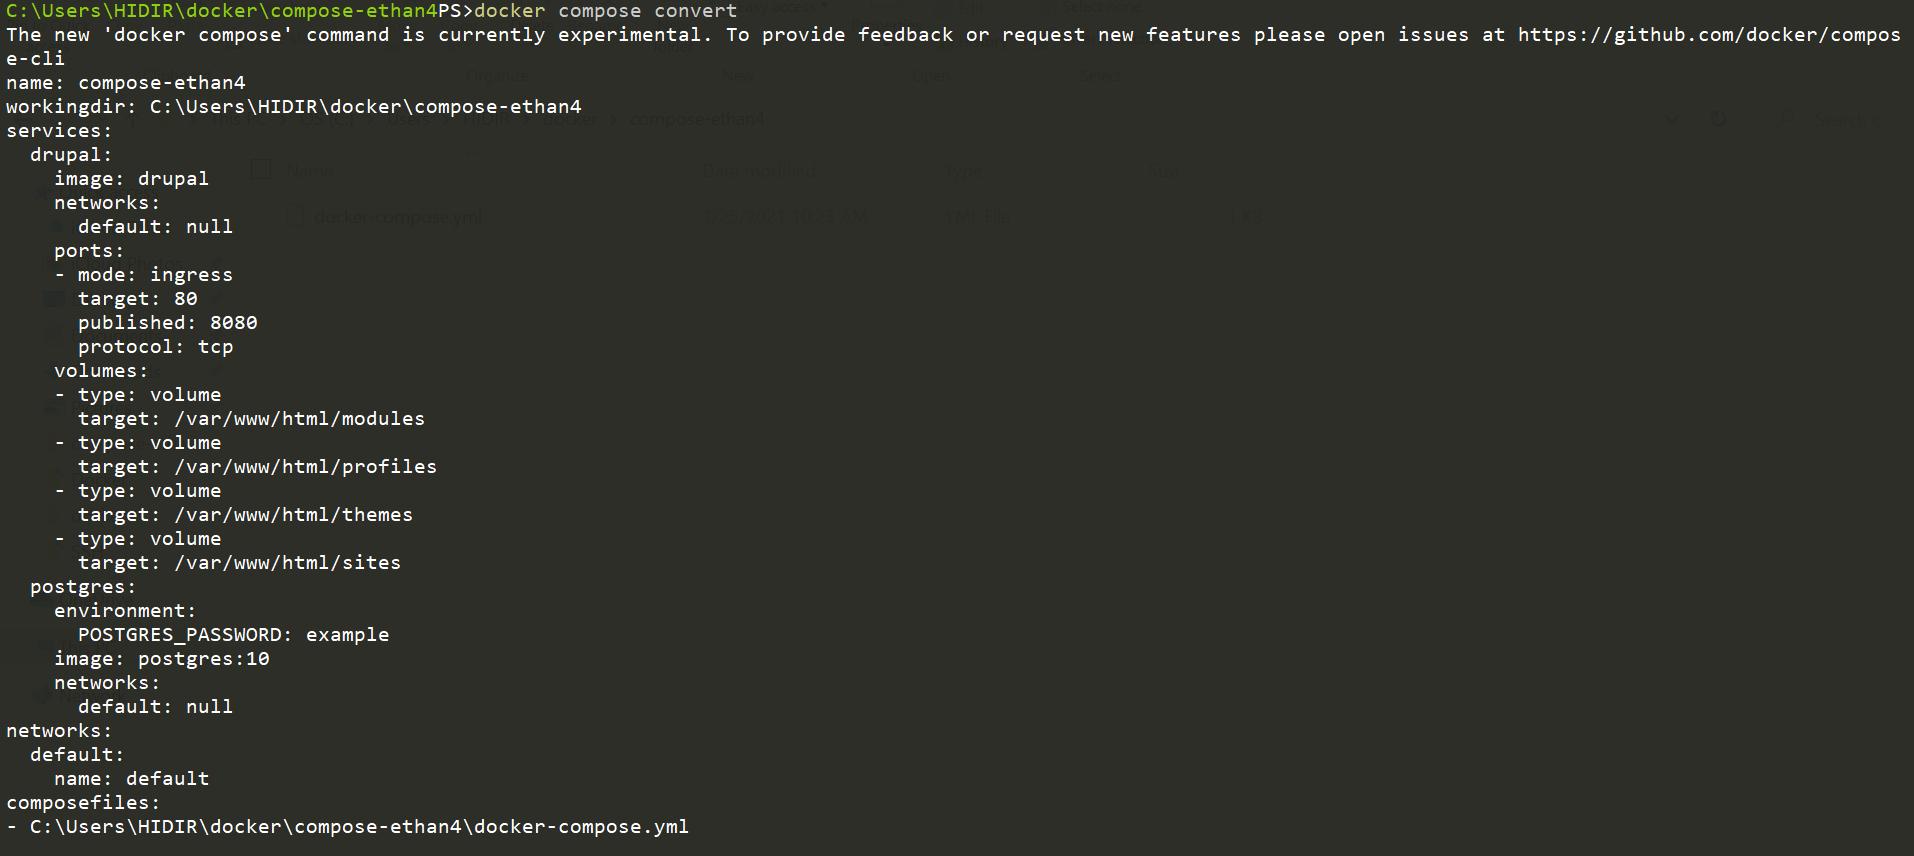 C:\Users\HIDIR\docker\compose-ethan4PS>docker compose convert
The new 'docker compose' command is currently experimental. To provide feedback or request new features please open issues at https://github.com/docker/compos
e-cli
name: compose-ethan4
workingdir: C:\Users\HIDIR\docker\compose-ethan4
services:
  drupal:
    image: drupal
    networks:
      default: null
    ports:
    - mode: ingress
      target: 80
      published: 8080
      protocol: tcp
    volumes:
    - type: volume
      target: /var/www/html/modules
    - type: volume
      target: /var/www/html/profiles
    - type: volume
      target: /var/www/html/themes
    - type: volume
      target: /var/www/html/sites
  postgres:
    environment:
      POSTGRES_PASSWORD: example
    image: postgres:10
    networks:
      default: null
networks:
  default:
    name: default
composefiles:
- C:\Users\HIDIR\docker\compose-ethan4\docker-compose.yml